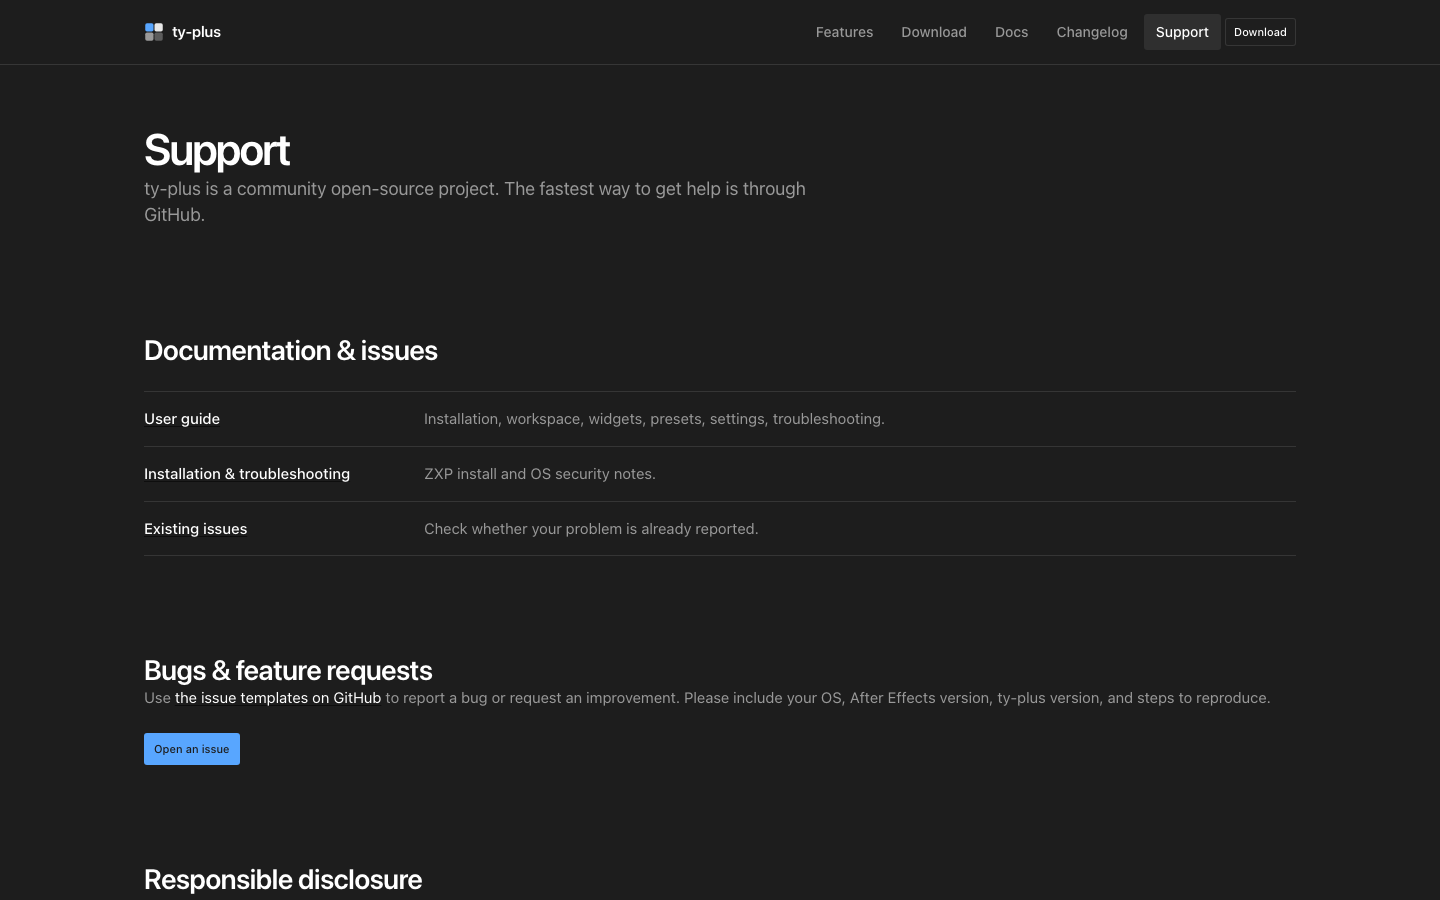 ty-plus
Features
Download
Docs
Changelog
Support
Download
Support
ty-plus is a community open-source project. The fastest way to get help is through
GitHub.
Documentation & issues
User guide
Installation, workspace, widgets, presets, settings, troubleshooting.
Installation & troubleshooting
ZXP install and OS security notes.
Existing issues
Check whether your problem is already reported.
Bugs & feature requests
Use the issue templates on GitHub to report a bug or request an improvement. Please include your OS, After Effects version, ty-plus version, and steps to reproduce.
Open an issue
Responsible disclosure